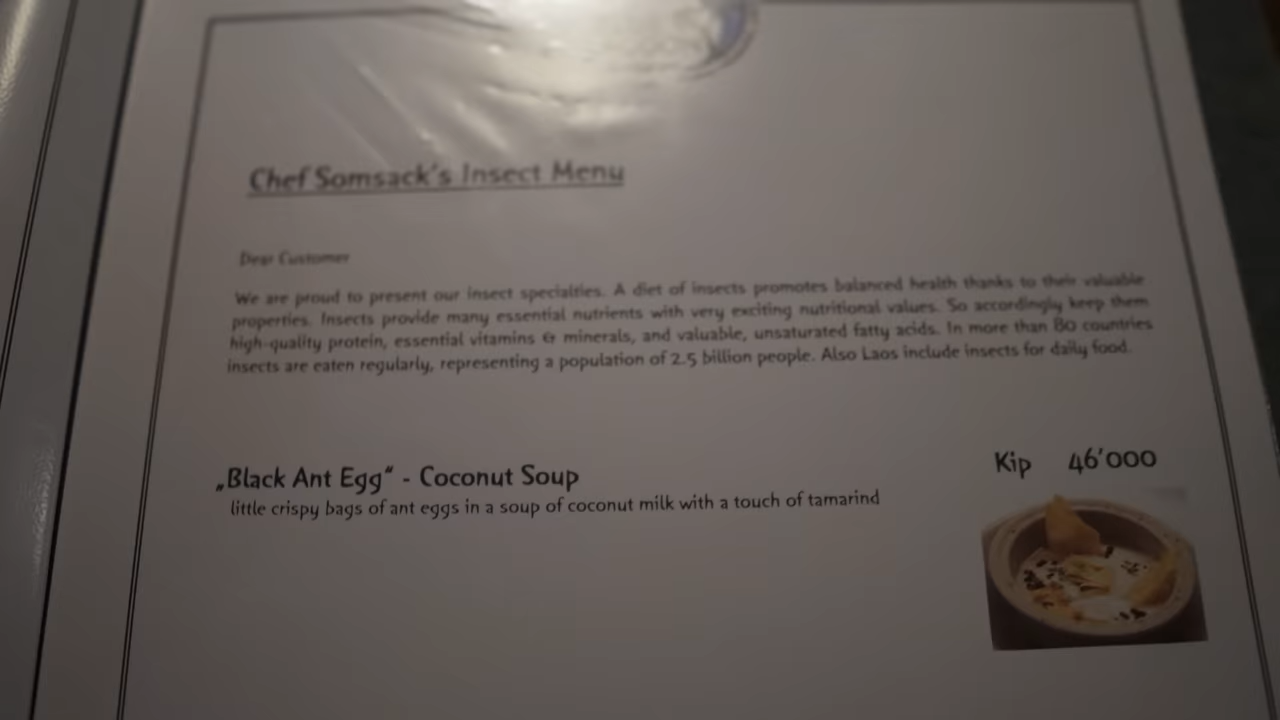 Chef Somsack's Insect Menu
Dear Customer
We are proud to present our insect specialties. A diet of insects promotes balanced health thanks to their valuable
properties. Insects provide many essential nutrients with very exciting nutritional values. So accordingly keep them
high-quality protein, essential vitamins & minerals, and valuable, unsaturated fatty acids. In more than 80 countries
insects are eaten regularly, representing a population of 2.5 billion people. Also Laos include insects for daily food.
„Black Ant Egg“ - Coconut Soup Kip 46'000
little crispy bags of ant eggs in a soup of coconut milk with a touch of tamarind